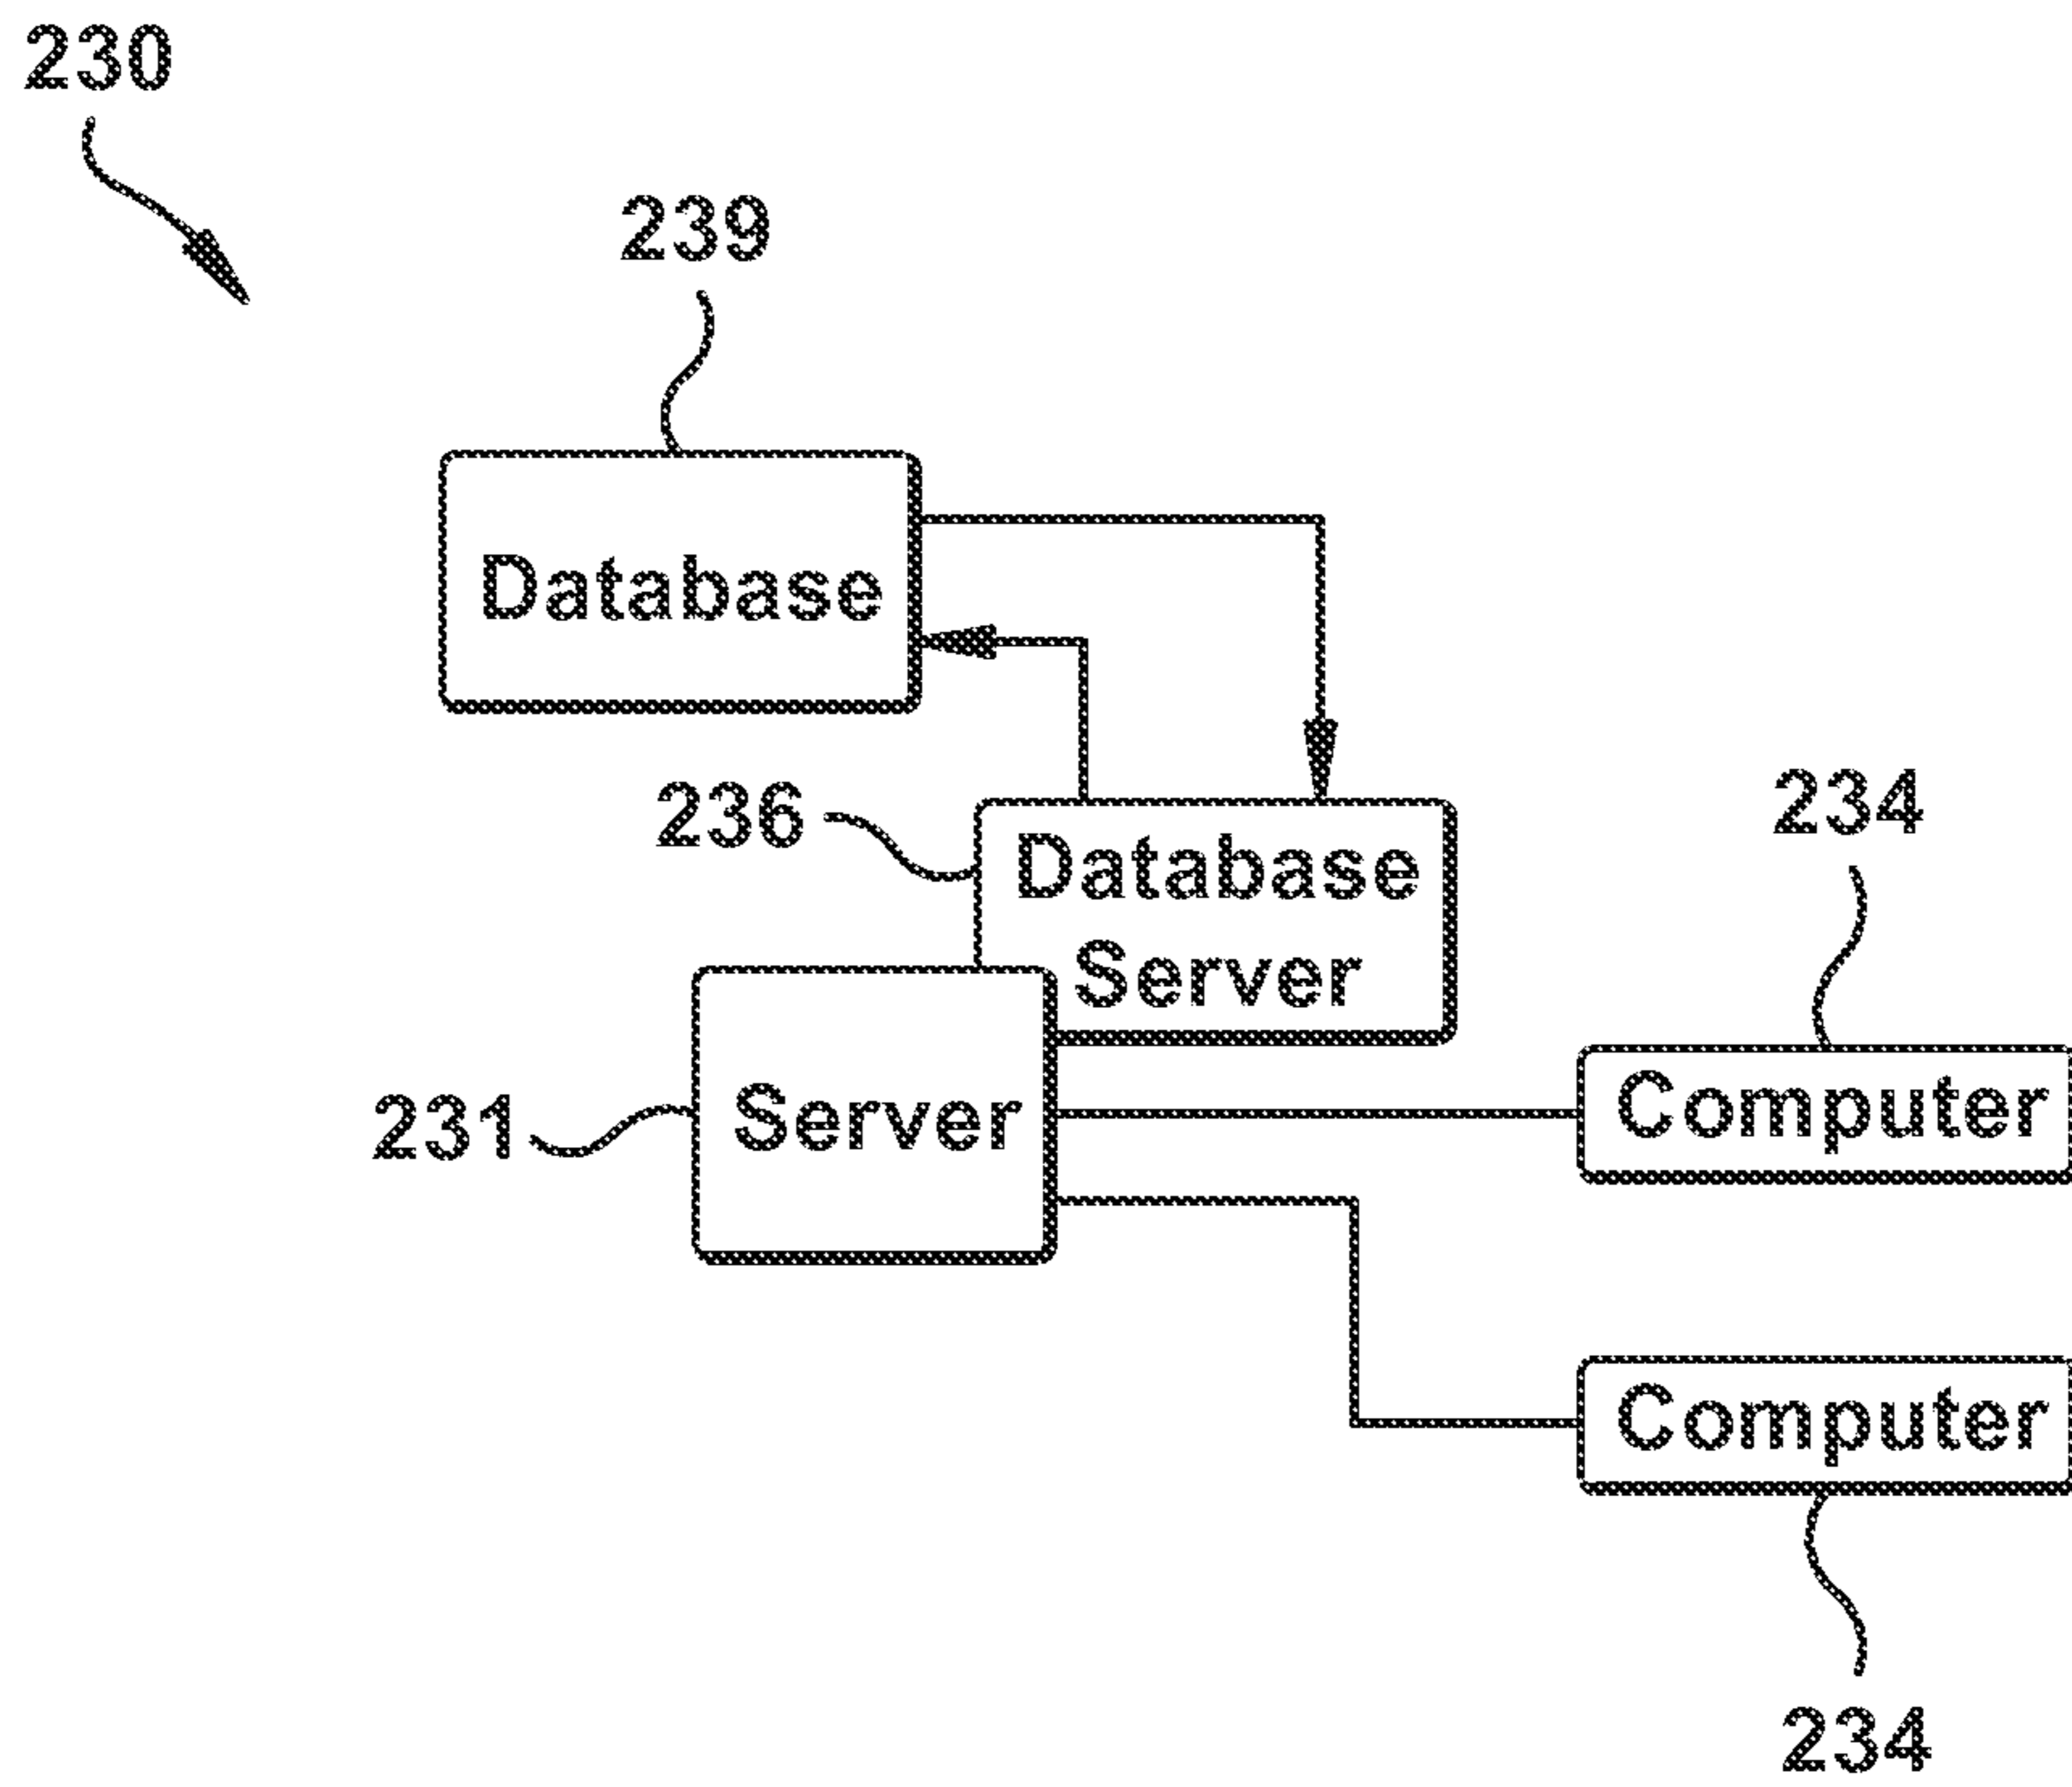 230
239
Database
236
Database
Server
234
231
Server
Computer
Computer
234